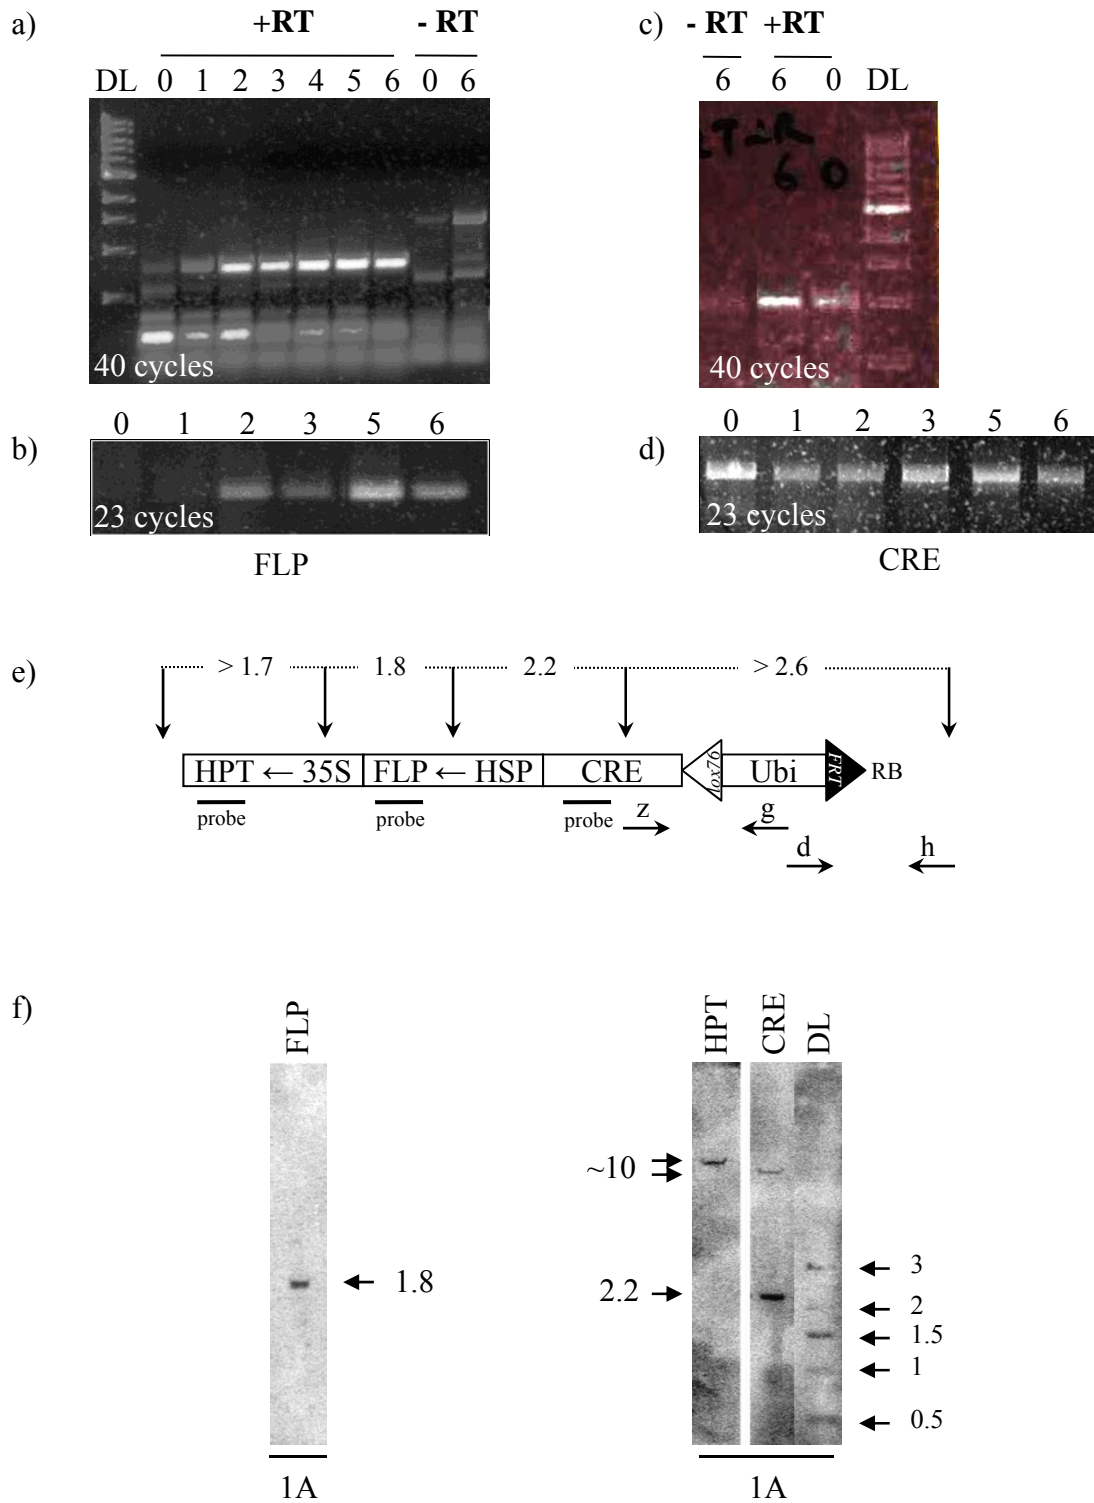 a) +RT - RT
DL 0 1 2 3 4 5 6 0 6
40 cycles
c) - RT +RT
6 6 0 DL
6 0
40 cycles
b) 0 1 2 3 5 6
23 cycles
FLP
d) 0 1 2 3 5 6
23 cycles
CRE
e) > 1.7 1.8 2.2 > 2.6
HPT ← 35S FLP ← HSP CRE lox76 Ubi FRT RB
probe probe probe z g
d h
f) FLP
1.8
1A
HPT CRE DL
~10
2.2
3
2
1.5
1
0.5
1A